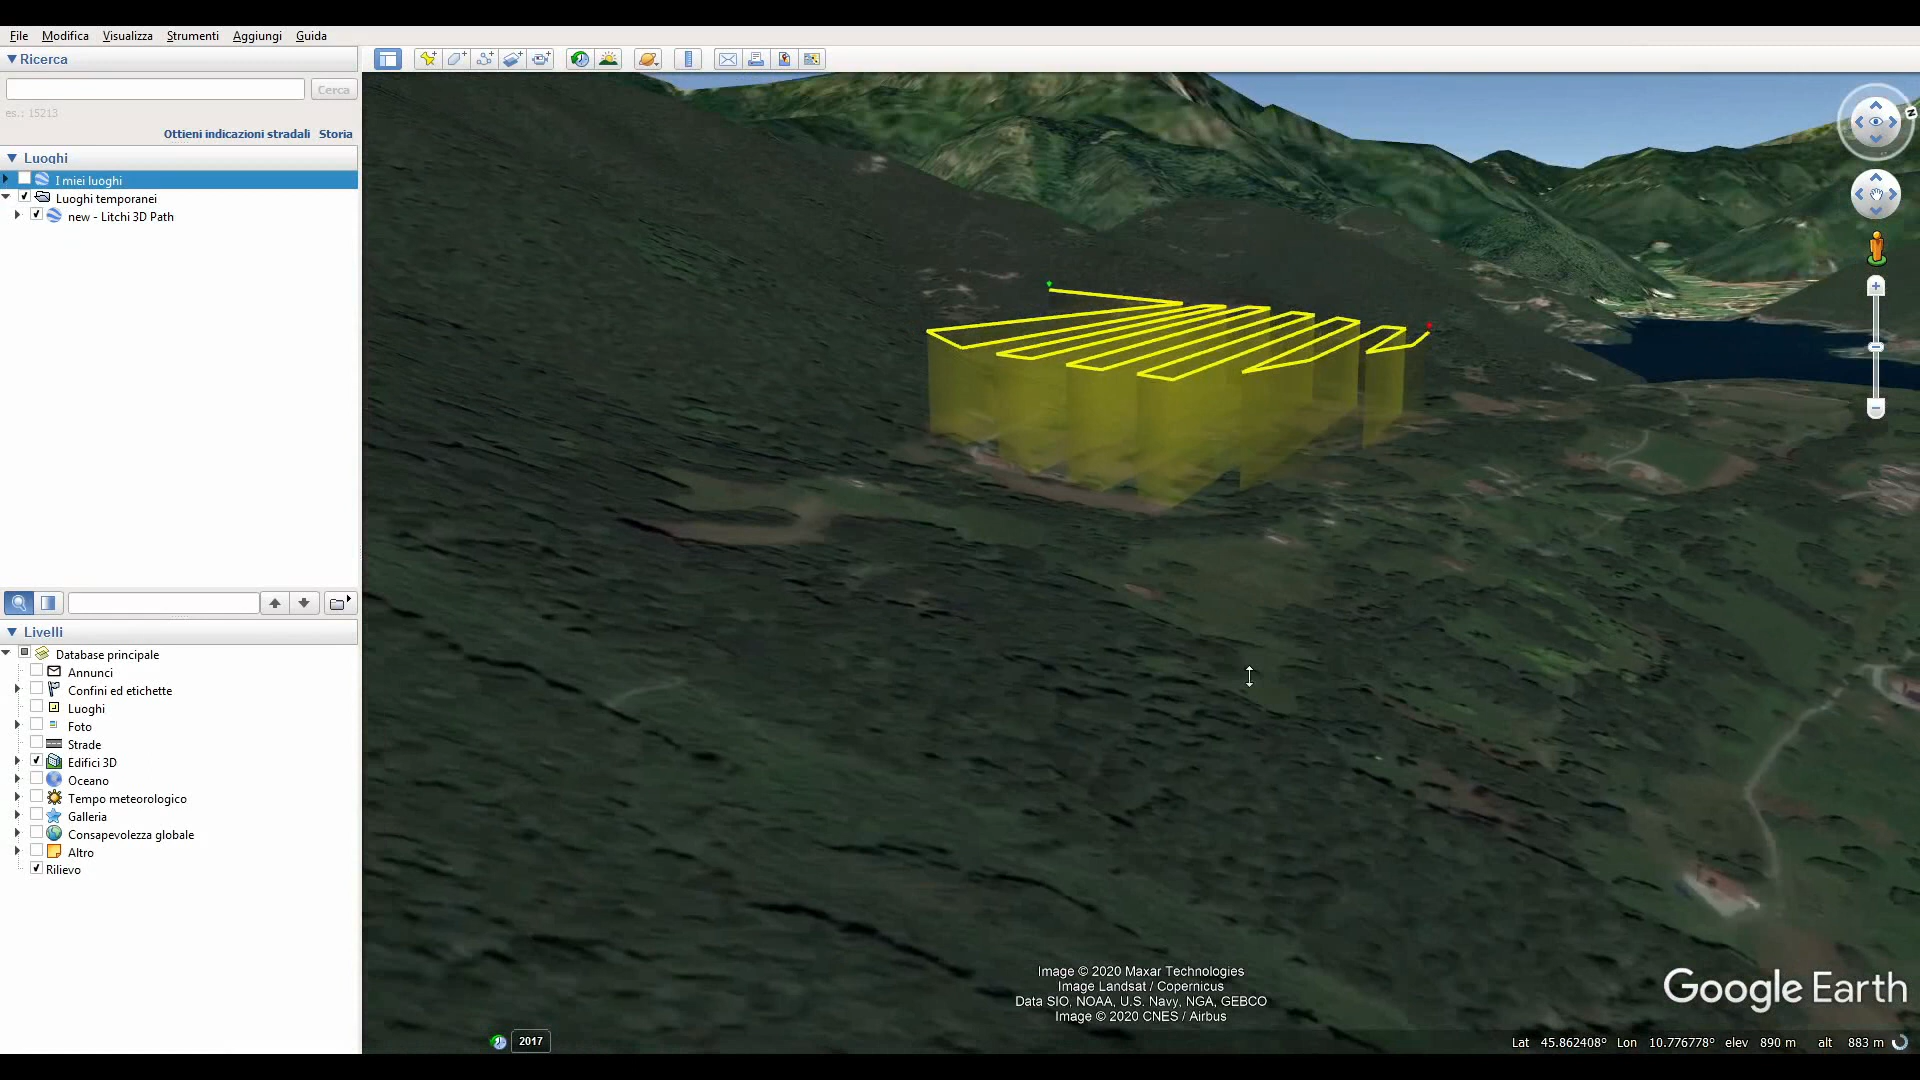 File Modifica Visualizza Strumenti Aggiungi Guida
Ricerca
Cerca
es.: 15213
Ottieni indicazioni stradali Storia
Luoghi
I miei luoghi
Luoghi temporanei
new - Litchi 3D Path
Livelli
Database principale
Annunci
Confini ed etichette
Luoghi
Foto
Strade
Edifici 3D
Oceano
Tempo meteorologico
Galleria
Consapevolezza globale
Altro
Rilievo
N
Image © 2020 Maxar Technologies
Image Landsat / Copernicus
Data SIO, NOAA, U.S. Navy, NGA, GEBCO
Image © 2020 CNES / Airbus
Google Earth
2017
Lat 45.862408° Lon 10.776778° elev 890 m alt 883 m